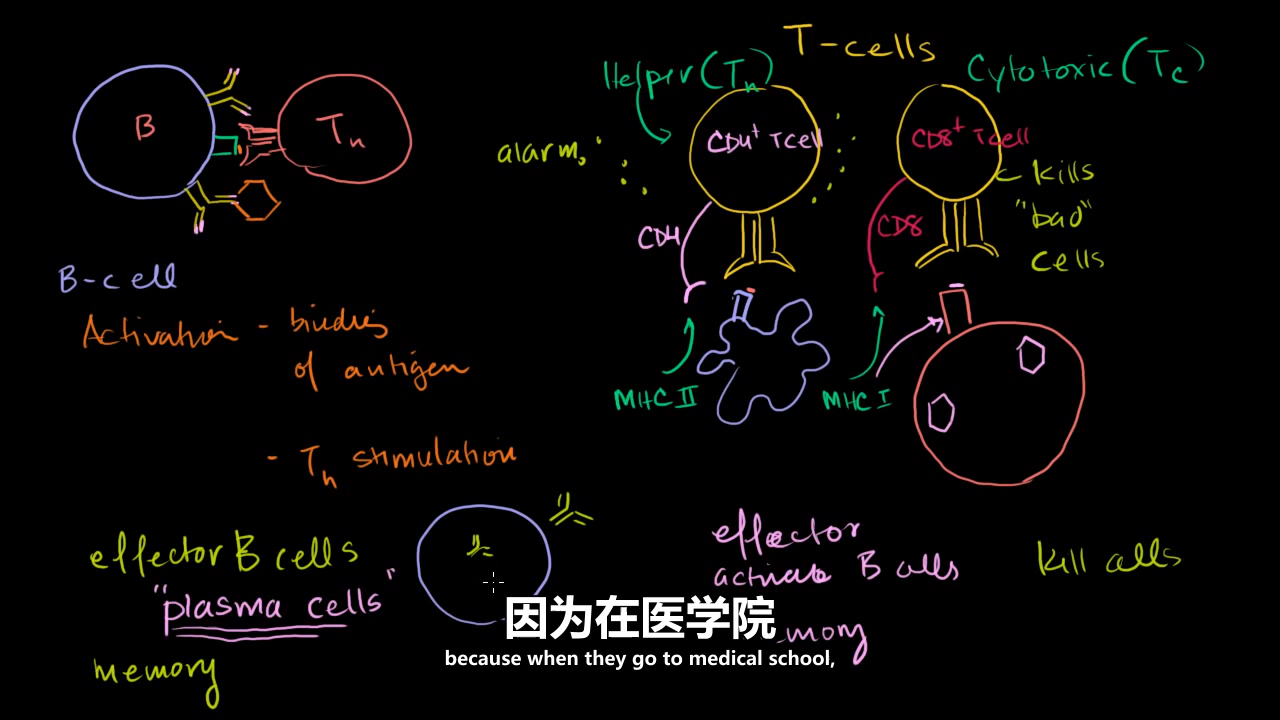 B
Tn
B-cell
Activation - binding
of antigen
- Th stimulation
effector B cells
"plasma cells"
memory
T-cells
Helper (Th)
Cytotoxic (Tc)
alarm
CD4+ T cell
CD8+ T cell
CD4
CD8
kills
"bad"
cells
MHC II
MHC I
effector
activate B cells
kill cells
因为在医学院
because when they go to medical school,